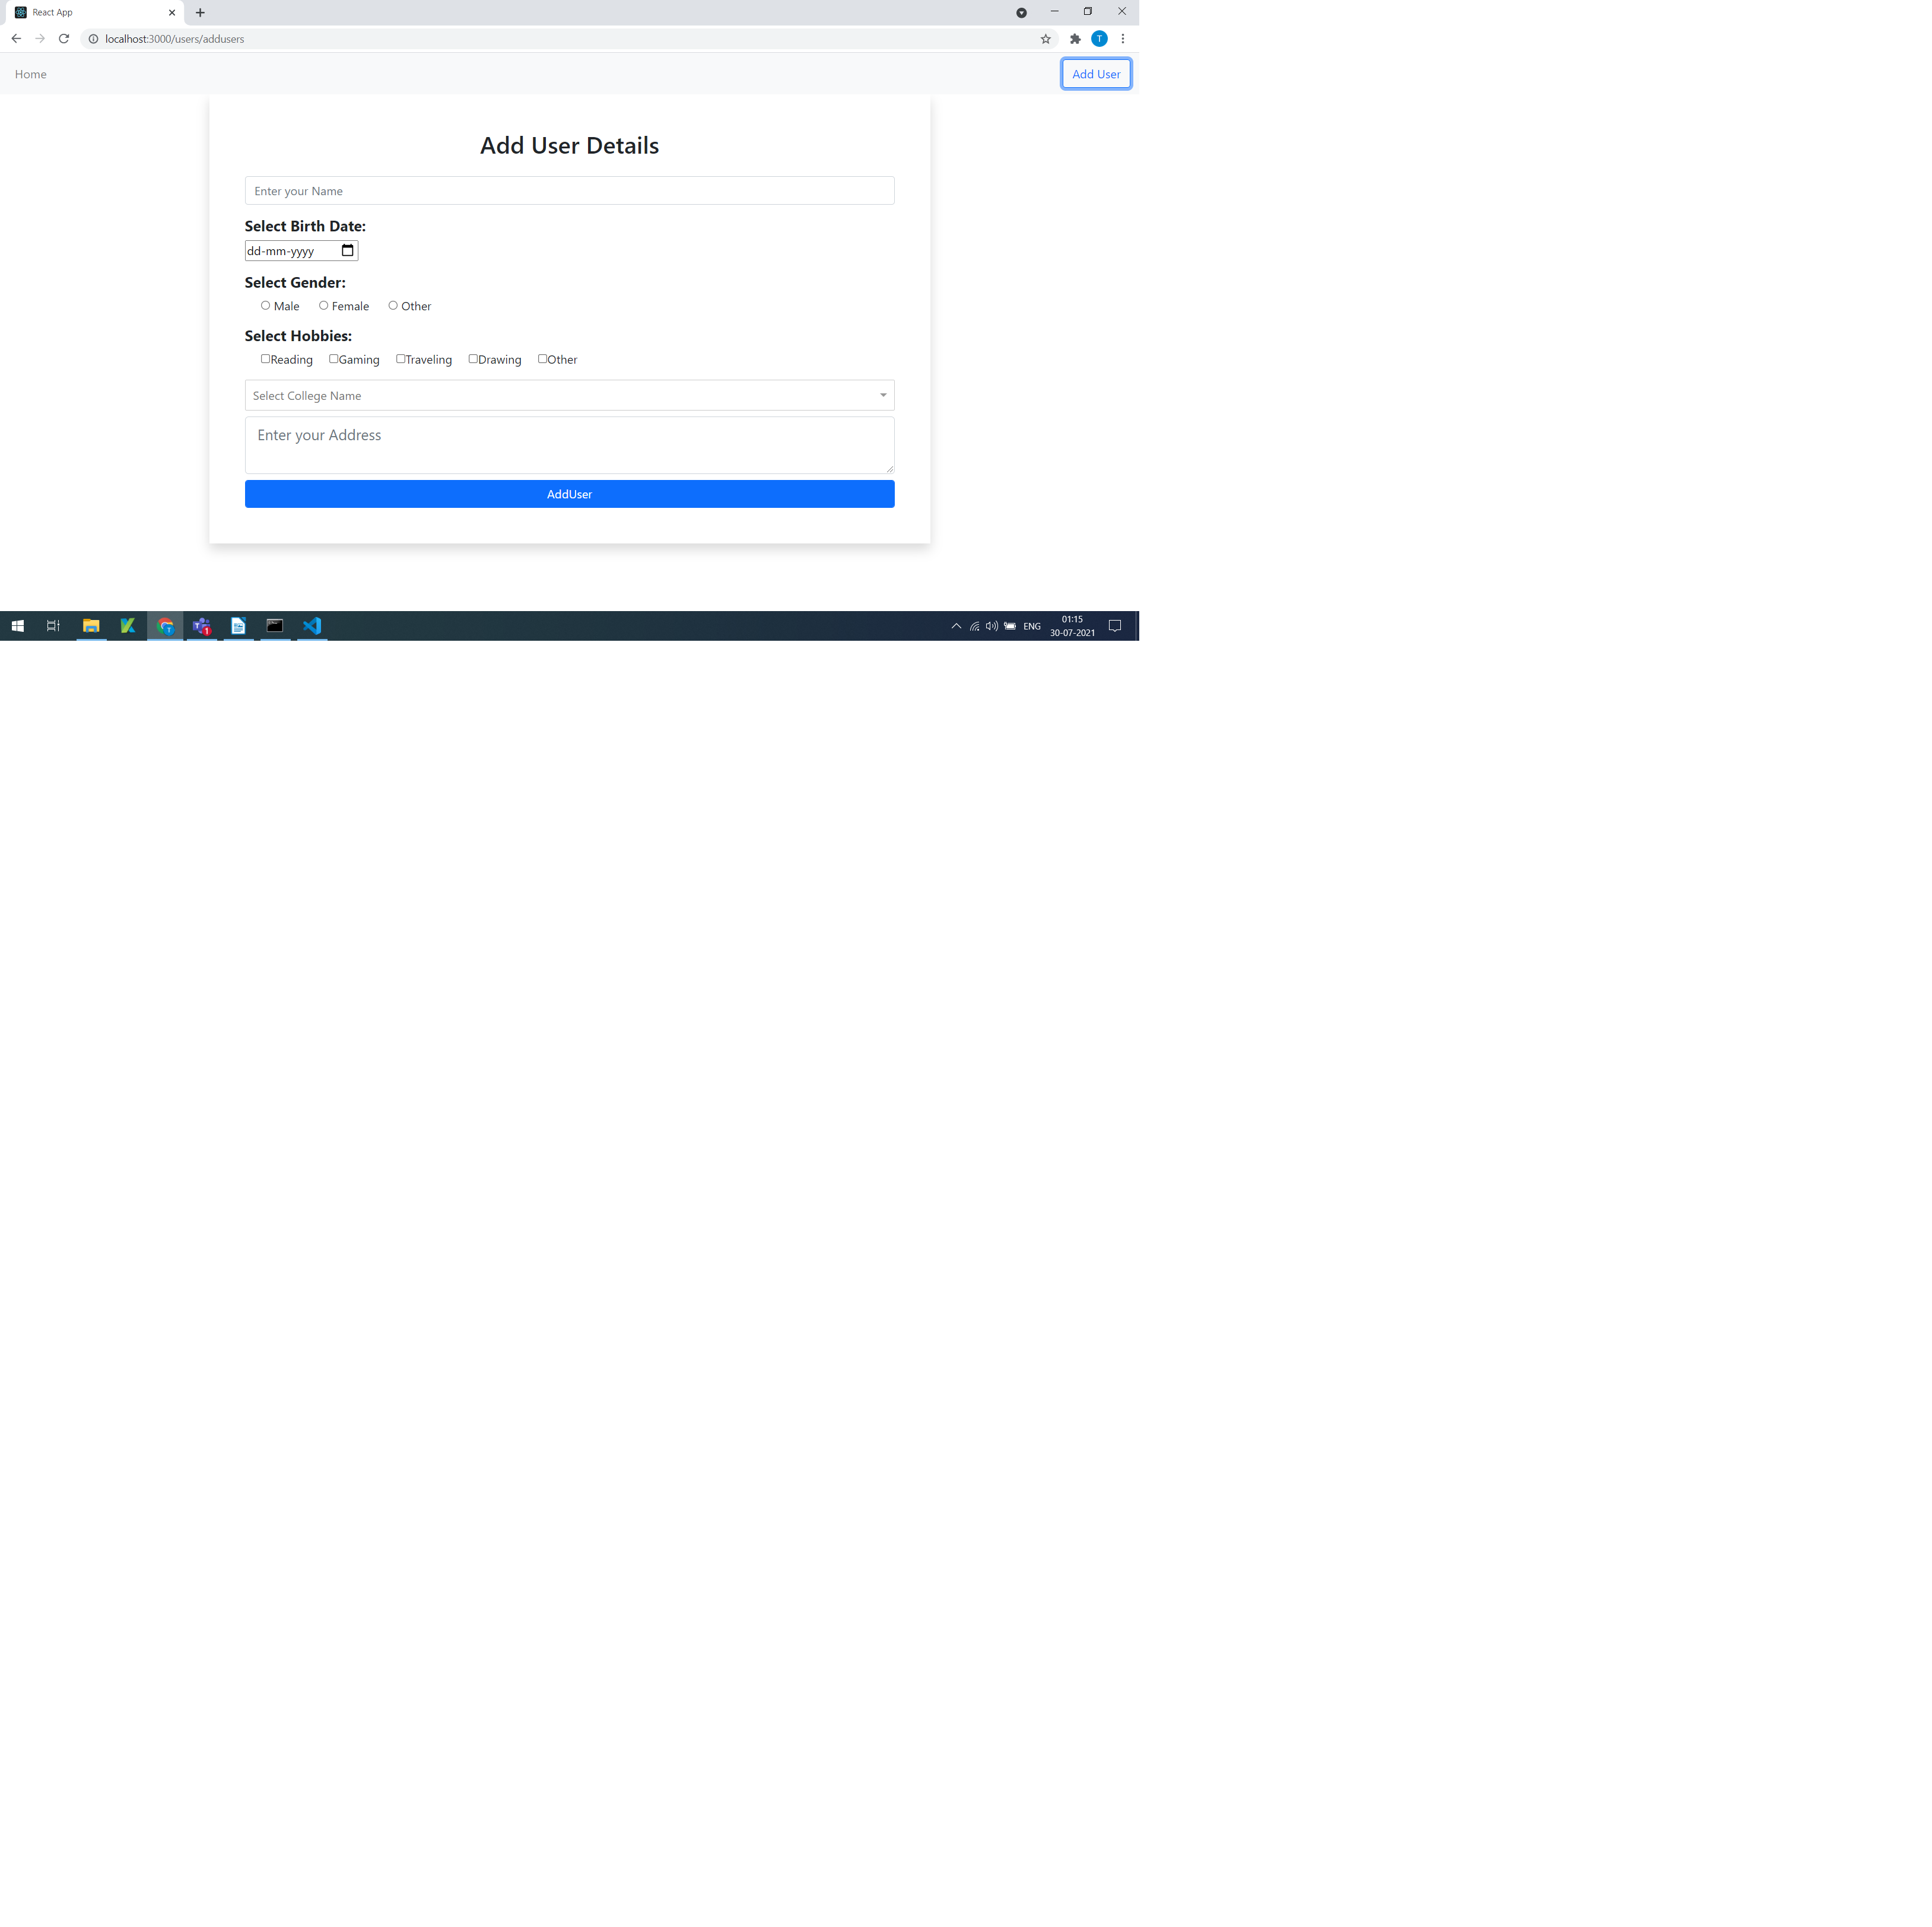 React App
localhost:3000/users/addusers
T
Home
Add User
Add User Details
Enter your Name
Select Birth Date:
dd-mm-yyyy
Select Gender:
Male Female Other
Select Hobbies:
Reading Gaming Traveling Drawing Other
Select College Name
Enter your Address
AddUser
T
T 1
ENG
01:15
30-07-2021